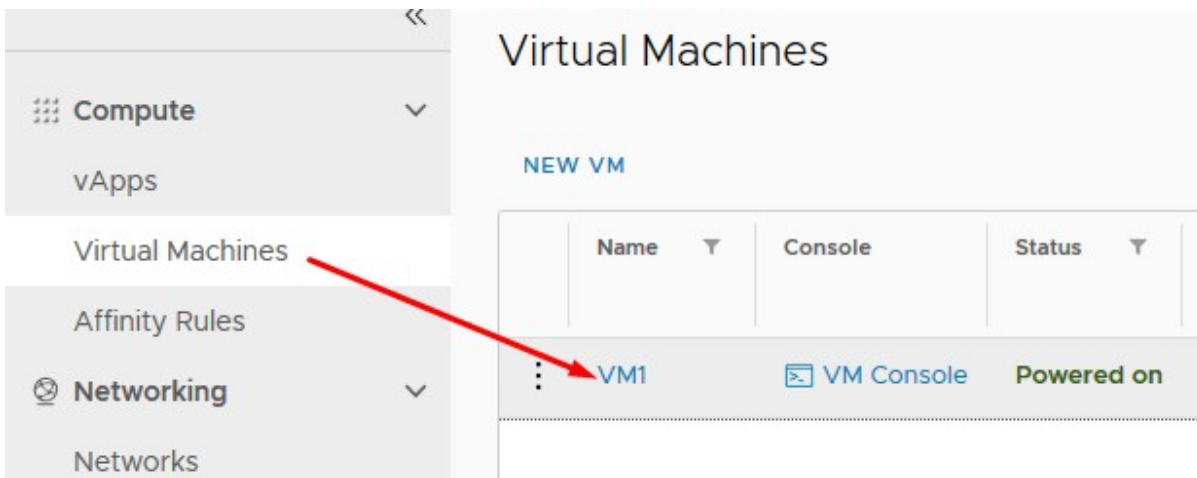 Compute
vApps
Virtual Machines
Affinity Rules
Networking
Networks
Virtual Machines
NEW VM
Name Console Status
VM1 VM Console Powered on